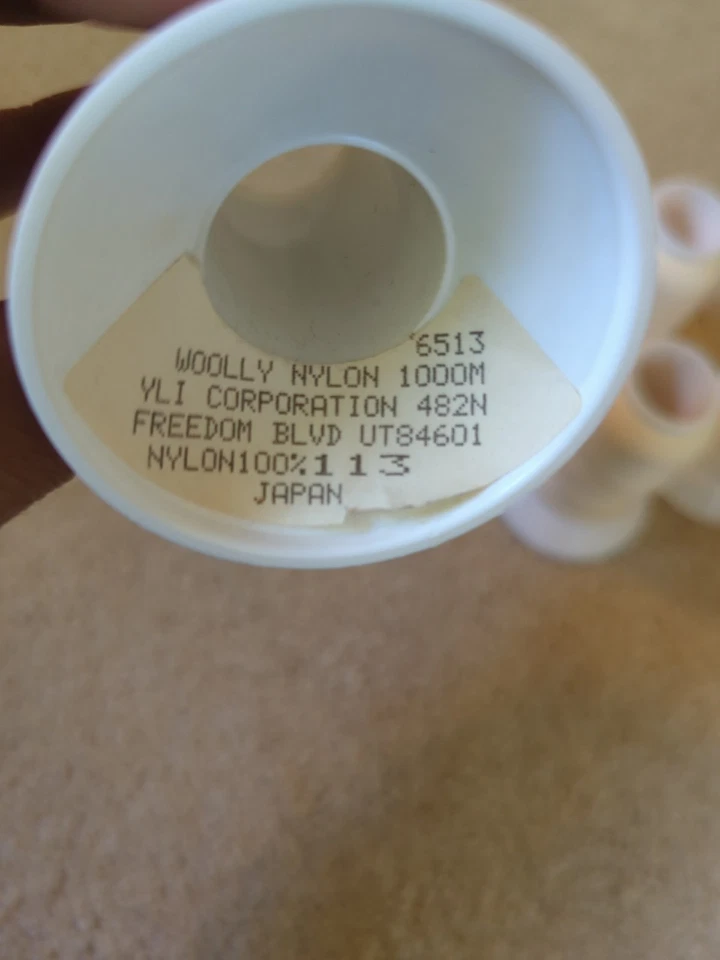 6513
WOOLLY NYLON 1000M
YLI CORPORATION 482N
FREEDOM BLVD UT84601
NYLON100% 113
JAPAN